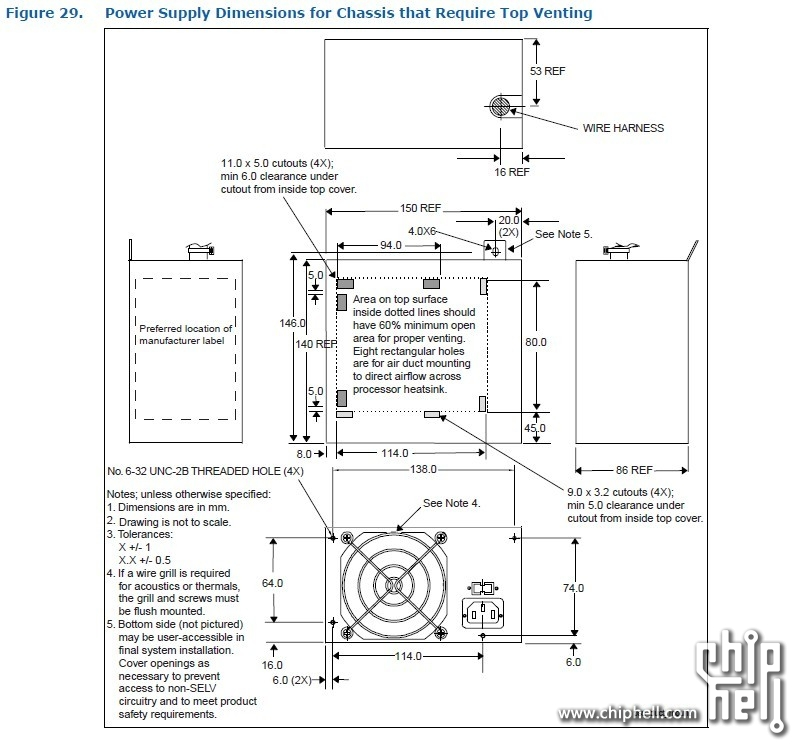 Figure 29. Power Supply Dimensions for Chassis that Require Top Venting
53 REF
WIRE HARNESS
16 REF
11.0 x 5.0 cutouts (4X);
min 6.0 clearance under
cutout from inside top cover.
150 REF
20.0
(2X)
4.0X6
See Note 5.
94.0
5.0
Preferred location of
manufacturer label
146.0
140 REF
Area on top surface
inside dotted lines should
have 60% minimum open
area for proper venting.
Eight rectangular holes
are for air duct mounting
to direct airflow across
processor heatsink.
80.0
5.0
45.0
8.0
114.0
86 REF
No. 6-32 UNC-2B THREADED HOLE (4X)
138.0
9.0 x 3.2 cutouts (4X);
min 5.0 clearance under
cutout from inside top cover.
See Note 4.
Notes; unless otherwise specified:
1. Dimensions are in mm.
2. Drawing is not to scale.
3. Tolerances:
X +/- 1
X.X +/- 0.5
4. If a wire grill is required
for acoustics or thermals,
the grill and screws must
be flush mounted.
5. Bottom side (not pictured)
may be user-accessible in
final system installation.
Cover openings as
necessary to prevent
access to non-SELV
circuitry and to meet product
safety requirements.
64.0
74.0
16.0
114.0
6.0 (2X)
6.0
chip
hell
www.chiphell.com